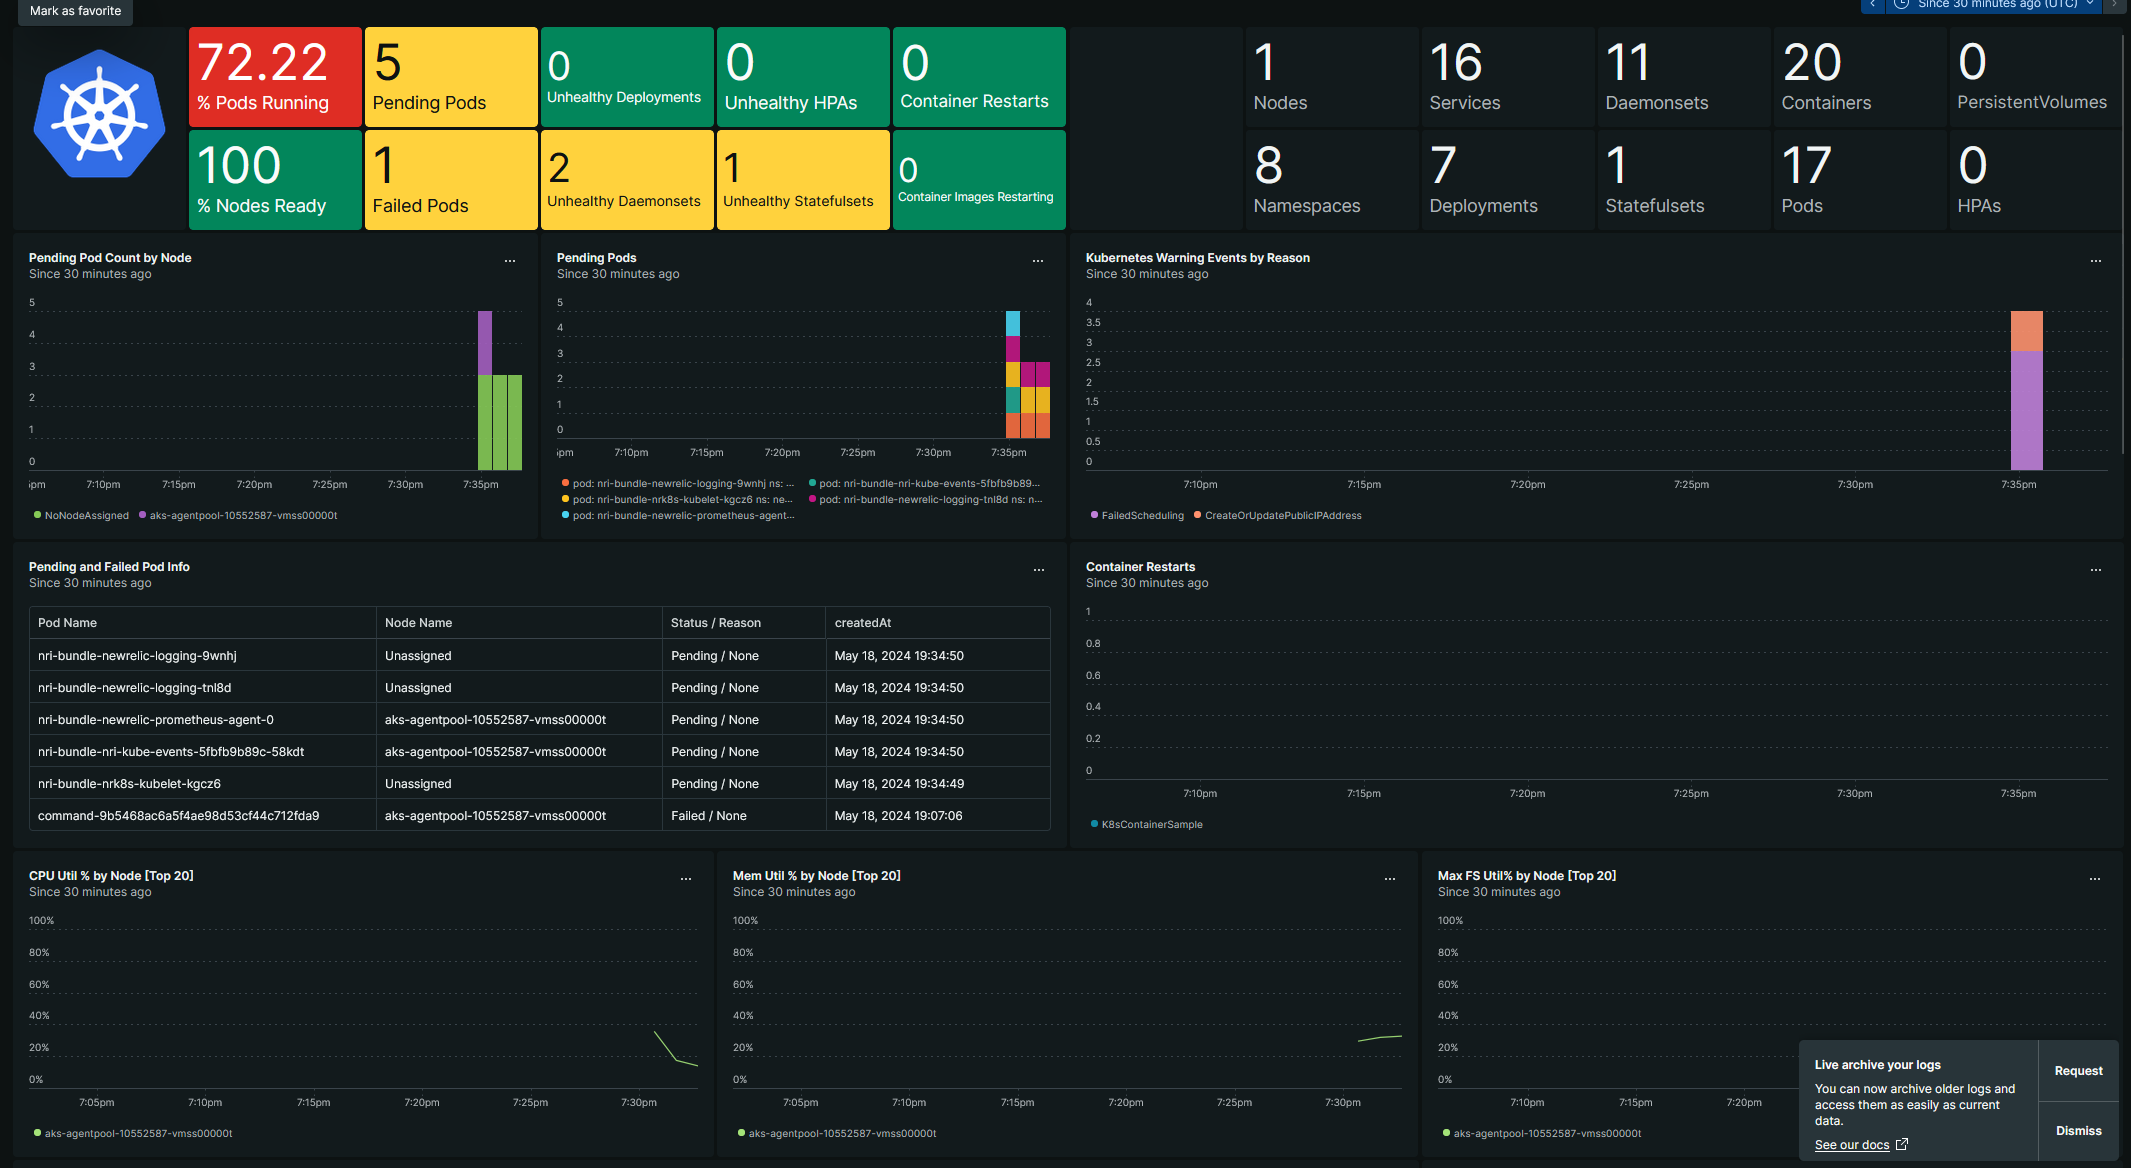 Mark as favorite
Since 30 minutes ago (UTC)
72.22
% Pods Running
5
Pending Pods
0
Unhealthy Deployments
0
Unhealthy HPAs
0
Container Restarts
1
Nodes
16
Services
11
Daemonsets
20
Containers
0
PersistentVolumes
100
% Nodes Ready
1
Failed Pods
2
Unhealthy Daemonsets
1
Unhealthy Statefulsets
0
Container Images Restarting
8
Namespaces
7
Deployments
1
Statefulsets
17
Pods
0
HPAs
Pending Pod Count by Node
...
Since 30 minutes ago
5
4
3
2
1
0
:pm 7:10pm 7:15pm 7:20pm 7:25pm 7:30pm 7:35pm
NoNodeAssigned aks-agentpool-10552587-vmss00000t
Pending Pods
...
Since 30 minutes ago
5
4
3
2
1
0
:pm 7:10pm 7:15pm 7:20pm 7:25pm 7:30pm 7:35pm
pod: nri-bundle-newrelic-logging-9wnhj ns: ... pod: nri-bundle-nri-kube-events-5fbfb9b89...
pod: nri-bundle-nrk8s-kubelet-kgcz6 ns: ne... pod: nri-bundle-newrelic-logging-tnl8d ns: n...
pod: nri-bundle-newrelic-prometheus-agent...
Kubernetes Warning Events by Reason
...
Since 30 minutes ago
4
3.5
3
2.5
2
1.5
1
0.5
0
7:10pm 7:15pm 7:20pm 7:25pm 7:30pm 7:35pm
FailedScheduling CreateOrUpdatePublicIPAddress
Pending and Failed Pod Info
...
Since 30 minutes ago
Pod Name Node Name Status / Reason createdAt
nri-bundle-newrelic-logging-9wnhj Unassigned Pending / None May 18, 2024 19:34:50
nri-bundle-newrelic-logging-tnl8d Unassigned Pending / None May 18, 2024 19:34:50
nri-bundle-newrelic-prometheus-agent-0 aks-agentpool-10552587-vmss00000t Pending / None May 18, 2024 19:34:50
nri-bundle-nri-kube-events-5fbfb9b89c-58kdt aks-agentpool-10552587-vmss00000t Pending / None May 18, 2024 19:34:50
nri-bundle-nrk8s-kubelet-kgcz6 Unassigned Pending / None May 18, 2024 19:34:49
command-9b5468ac6a5f4ae98d53cf44c712fda9 aks-agentpool-10552587-vmss00000t Failed / None May 18, 2024 19:07:06
Container Restarts
...
Since 30 minutes ago
1
0.8
0.6
0.4
0.2
0
7:10pm 7:15pm 7:20pm 7:25pm 7:30pm 7:35pm
K8sContainerSample
CPU Util % by Node [Top 20]
...
Since 30 minutes ago
100%
80%
60%
40%
20%
0%
7:05pm 7:10pm 7:15pm 7:20pm 7:25pm 7:30pm
aks-agentpool-10552587-vmss00000t
Mem Util % by Node [Top 20]
...
Since 30 minutes ago
100%
80%
60%
40%
20%
0%
7:05pm 7:10pm 7:15pm 7:20pm 7:25pm 7:30pm
aks-agentpool-10552587-vmss00000t
Max FS Util% by Node [Top 20]
...
Since 30 minutes ago
100%
80%
60%
40%
20%
0%
7:10pm 7:15pm 7:20pm
aks-agentpool-10552587-vmss00000t
Live archive your logs
You can now archive older logs and
access them as easily as current
data.
See our docs
Request
Dismiss